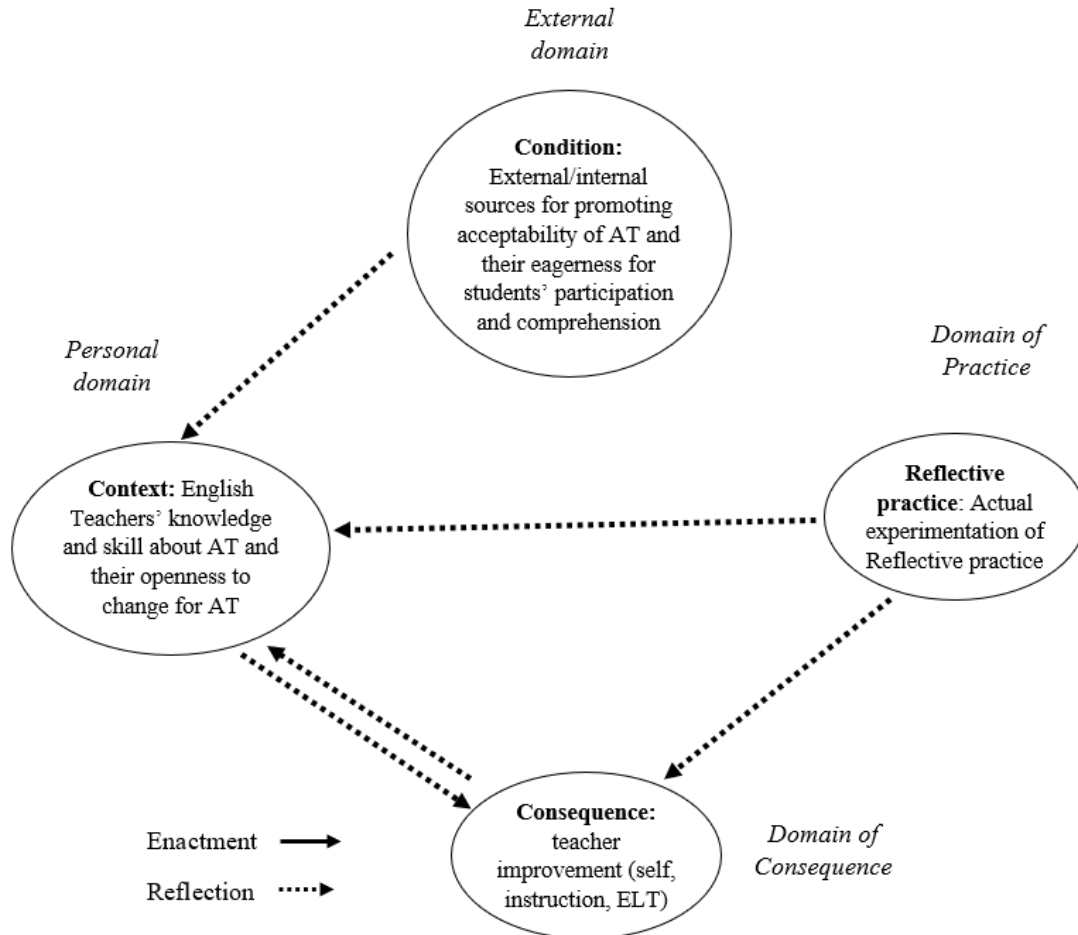 External
domain
Condition:
External/internal
sources for promoting
acceptability of AT and
their eagerness for
students’ participation
and comprehension
Personal
domain
Domain of
Practice
Context: English
Teachers’ knowledge
and skill about AT and
their openness to
change for AT
Reflective
practice: Actual
experimentation of
Reflective practice
Consequence:
teacher
improvement (self,
instruction, ELT)
Domain of
Consequence
Enactment
Reflection